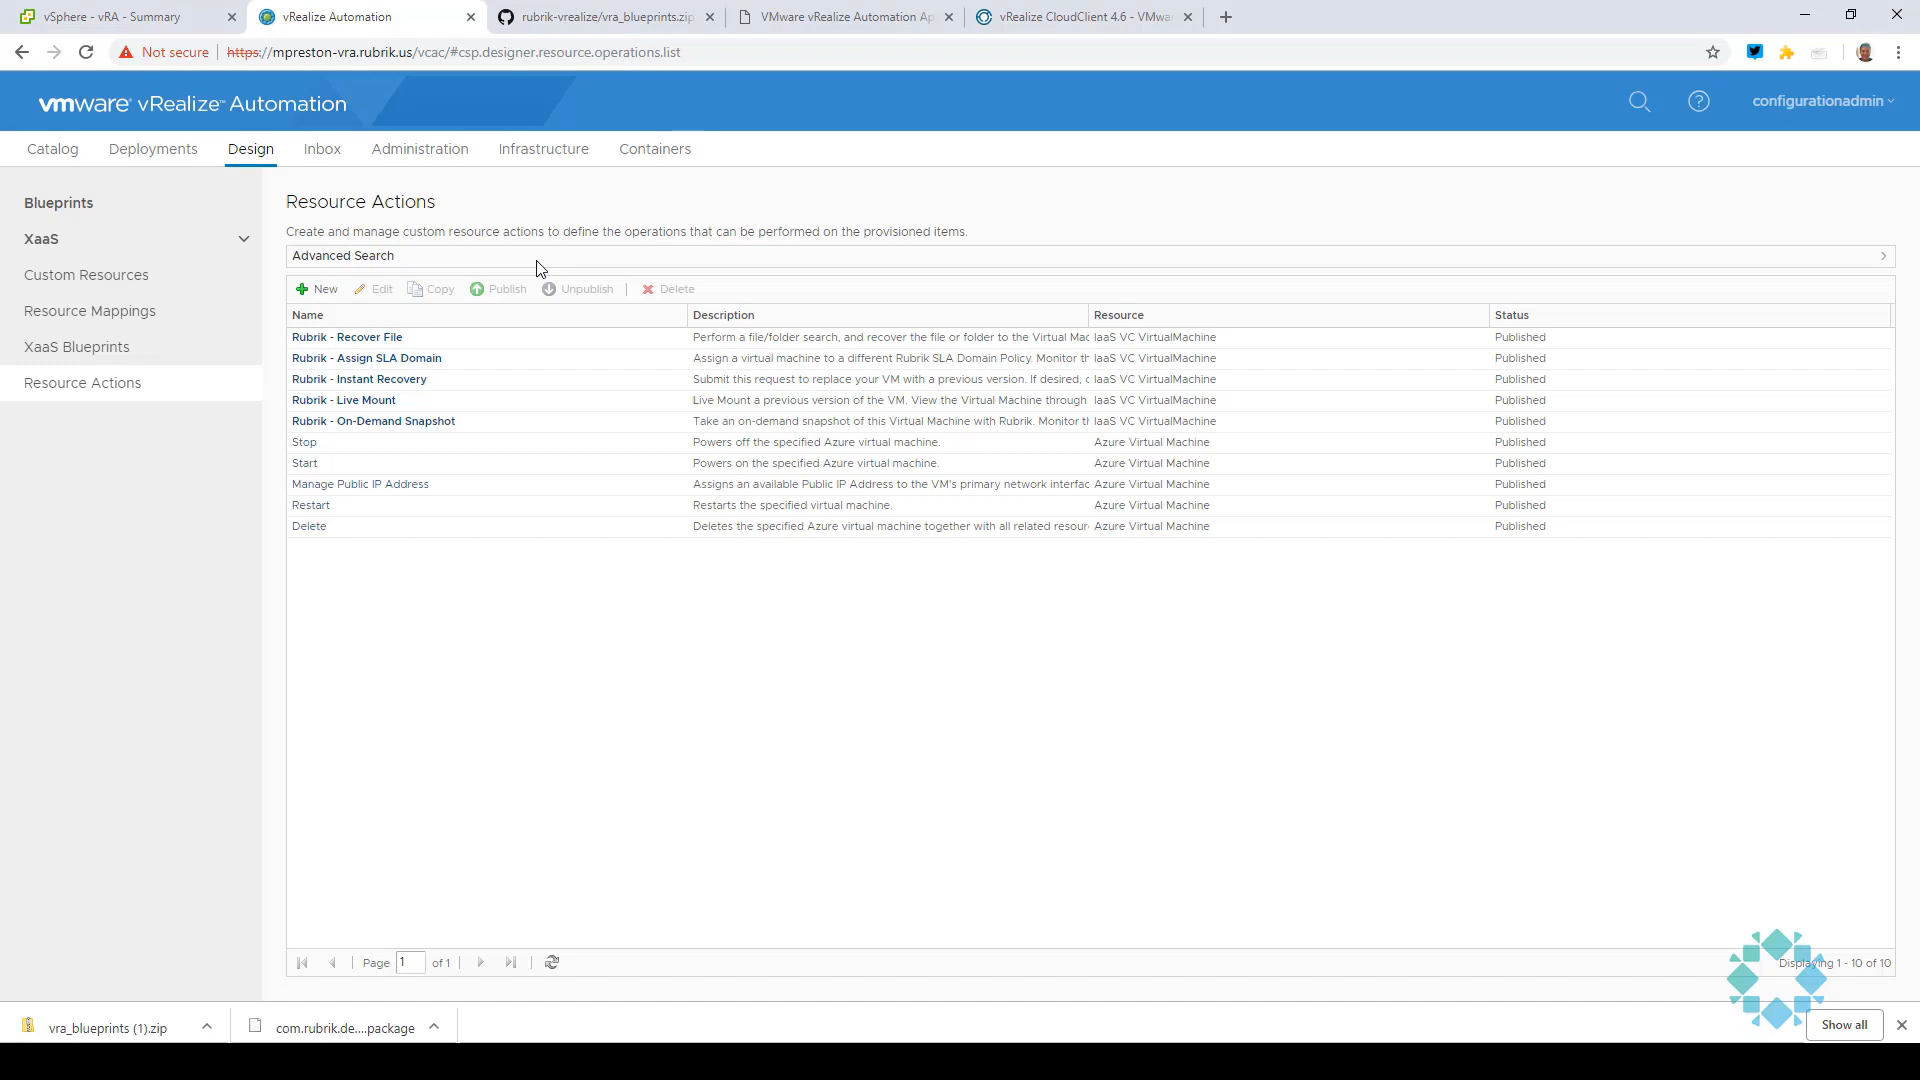 vSphere - vRA - Summary
vRealize Automation
rubrik-vrealize/vra_blueprints.zip
VMware vRealize Automation Ap
vRealize CloudClient 4.6 - VMwa
Not secure
https://mpreston-vra.rubrik.us/vcac/#csp.designer.resource.operations.list
vmware vRealize Automation
configurationadmin
Catalog
Deployments
Design
Inbox
Administration
Infrastructure
Containers
Blueprints
XaaS
Custom Resources
Resource Mappings
XaaS Blueprints
Resource Actions
Resource Actions
Create and manage custom resource actions to define the operations that can be performed on the provisioned items.
Advanced Search
New
Edit
Copy
Publish
Unpublish
Delete
Name Description Resource Status
Rubrik - Recover File Perform a file/folder search, and recover the file or folder to the Virtual Mac IaaS VC VirtualMachine Published
Rubrik - Assign SLA Domain Assign a virtual machine to a different Rubrik SLA Domain Policy. Monitor th IaaS VC VirtualMachine Published
Rubrik - Instant Recovery Submit this request to replace your VM with a previous version. If desired, c IaaS VC VirtualMachine Published
Rubrik - Live Mount Live Mount a previous version of the VM. View the Virtual Machine through IaaS VC VirtualMachine Published
Rubrik - On-Demand Snapshot Take an on-demand snapshot of this Virtual Machine with Rubrik. Monitor th IaaS VC VirtualMachine Published
Stop Powers off the specified Azure virtual machine. Azure Virtual Machine Published
Start Powers on the specified Azure virtual machine. Azure Virtual Machine Published
Manage Public IP Address Assigns an available Public IP Address to the VM's primary network interfac Azure Virtual Machine Published
Restart Restarts the specified virtual machine. Azure Virtual Machine Published
Delete Deletes the specified Azure virtual machine together with all related resour Azure Virtual Machine Published
Page 1 of 1
Displaying 1 - 10 of 10
vra_blueprints (1).zip
com.rubrik.de....package
Show all